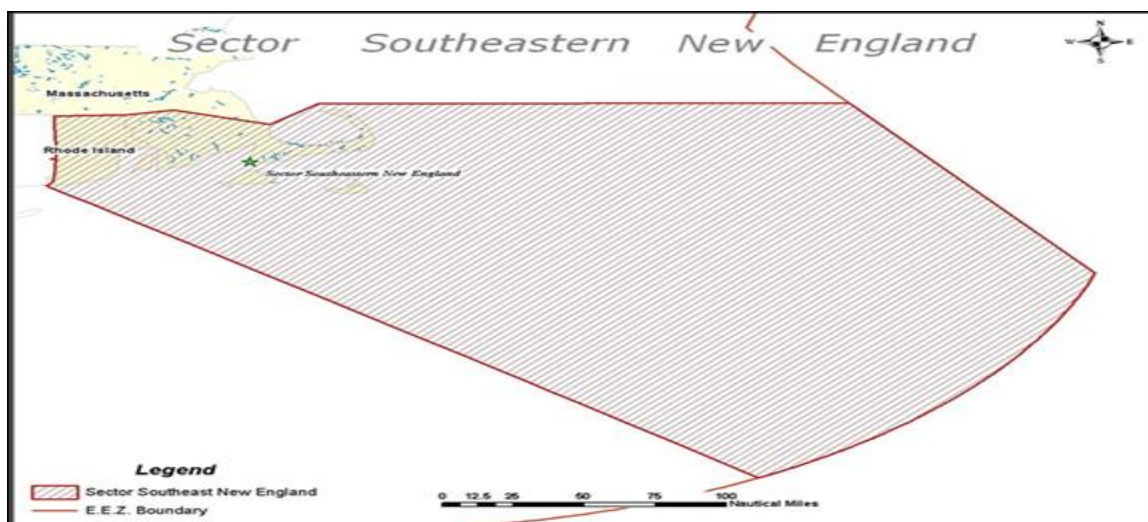 Sector Southeastern New England
N
W E
S
Massachusetts
Rhode Island
Sector Southeastern New England
Legend
Sector Southeast New England
E.E.Z. Boundary
0 12.5 25 50 75 100
Nautical Miles